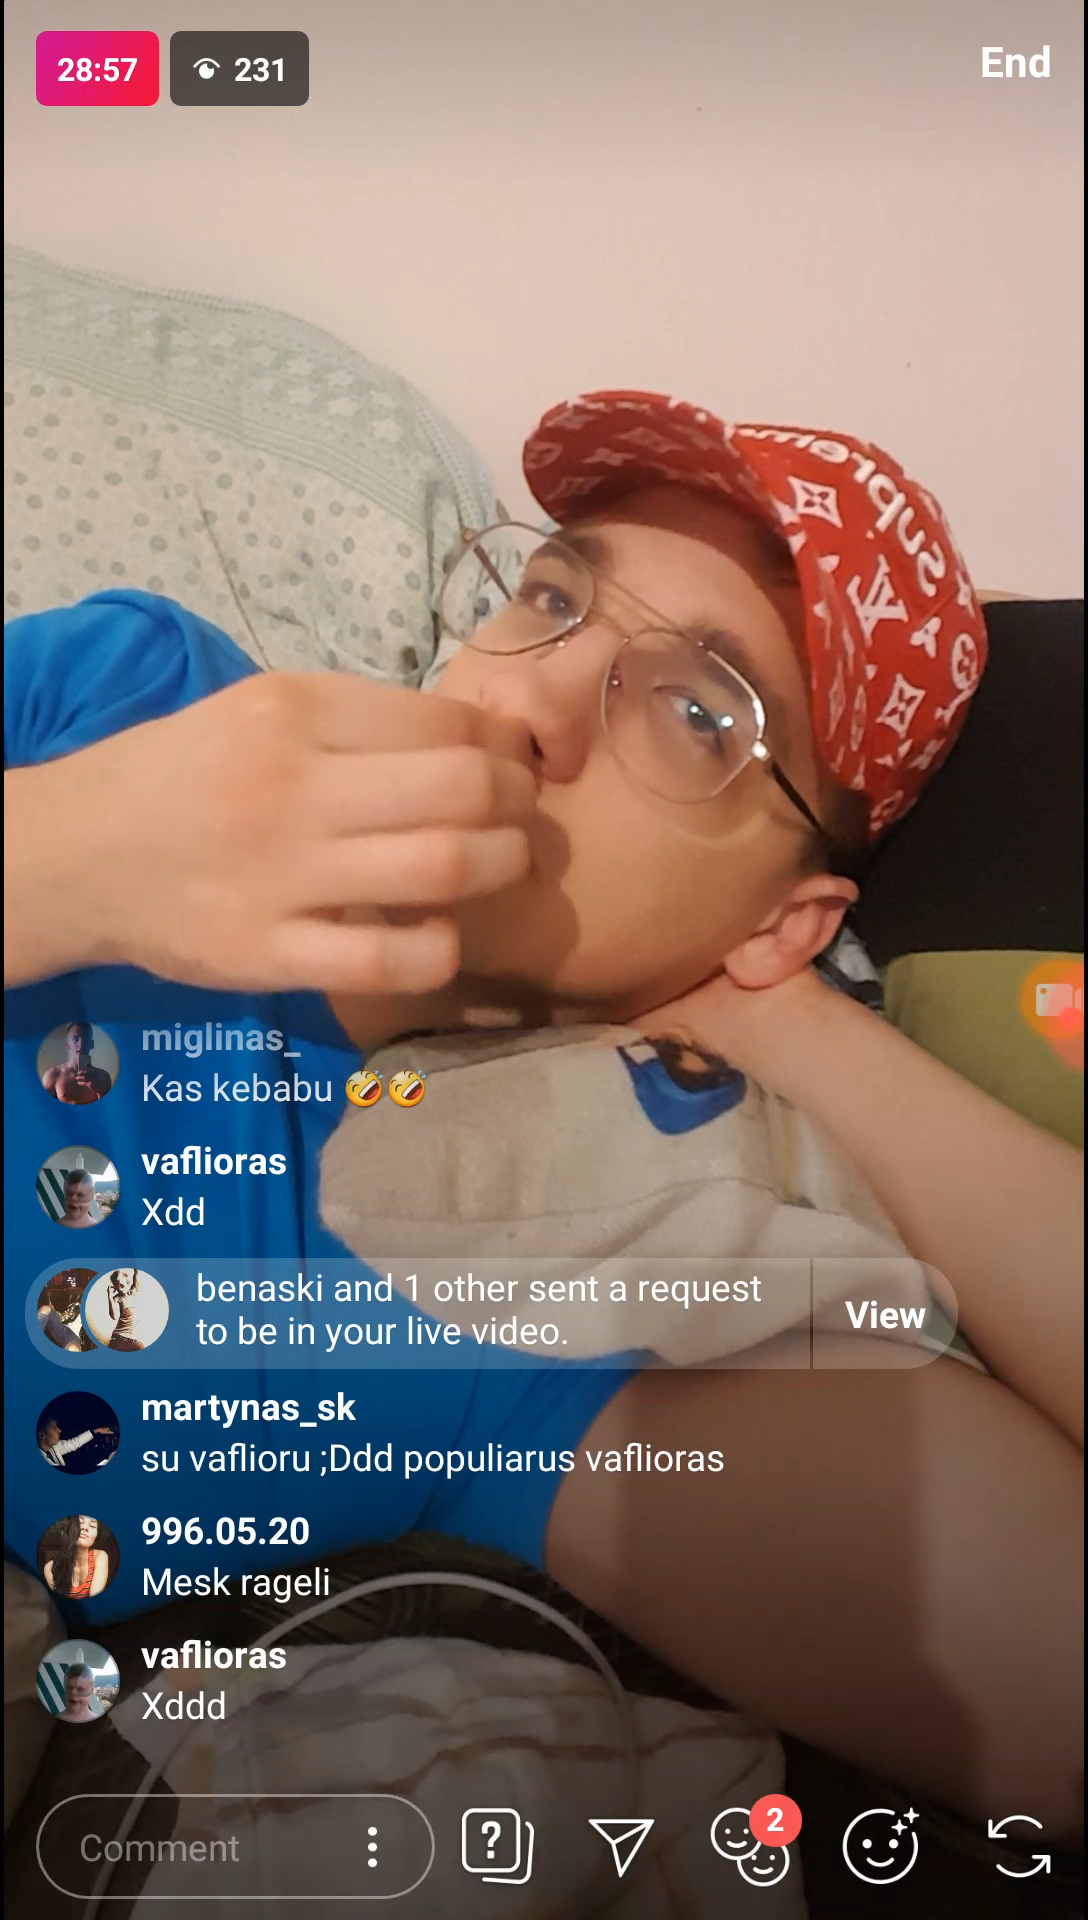 28:57
231
End
Supreme
miglinas_
Kas kebabu 🤣🤣
vaflioras
Xdd
benaski and 1 other sent a request
to be in your live video.
View
martynas_sk
su vaflioru ;Ddd populiarus vaflioras
996.05.20
Mesk rageli
vaflioras
Xddd
Comment
?
2